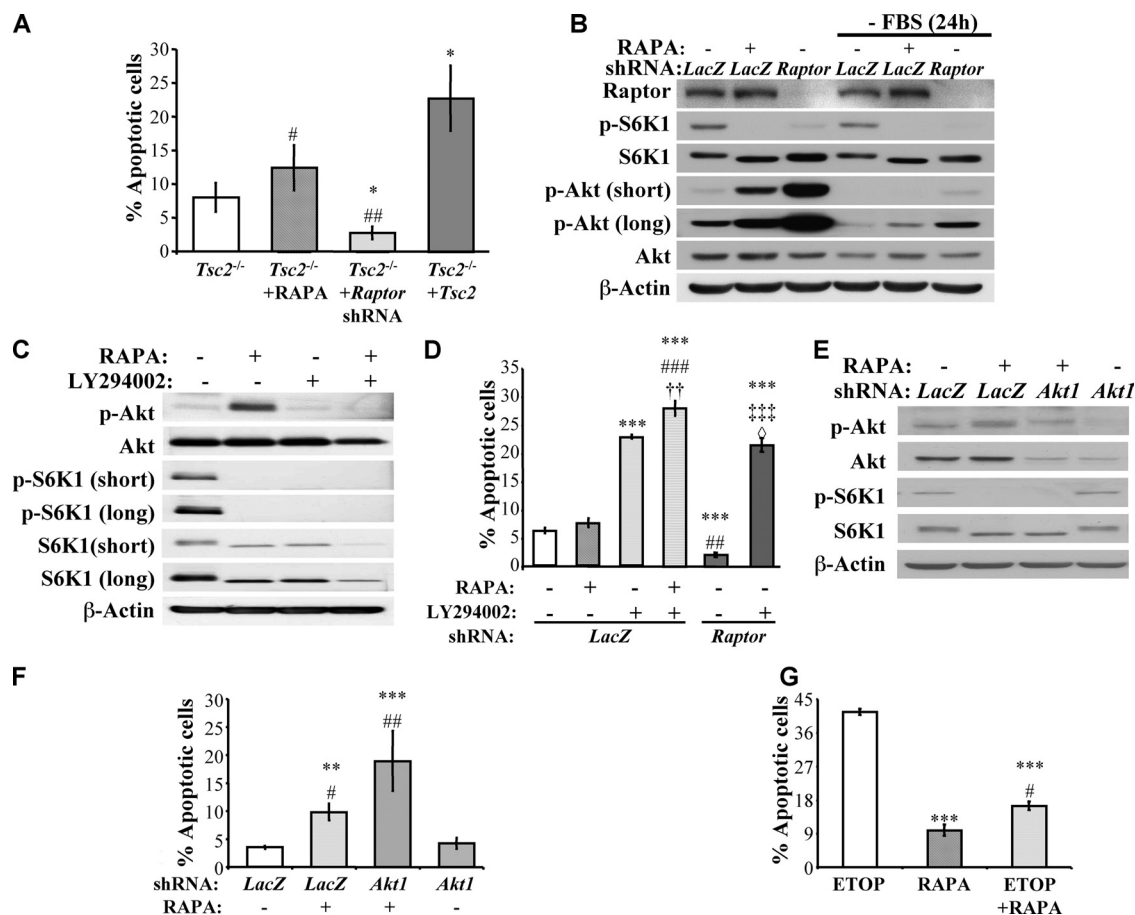 A
% Apoptotic cells
40
35
30
25
20
15
10
5
0
#
*
##
*
Tsc2-/-
Tsc2-/-
+RAPA
Tsc2-/-
+Raptor
shRNA
Tsc2-/-
+Tsc2
B
- FBS (24h)
RAPA: - + - - + -
shRNA: LacZ LacZ Raptor LacZ LacZ Raptor
Raptor
p-S6K1
S6K1
p-Akt (short)
p-Akt (long)
Akt
β-Actin
C
RAPA: - + - +
LY294002: - - + +
p-Akt
Akt
p-S6K1 (short)
p-S6K1 (long)
S6K1(short)
S6K1 (long)
β-Actin
D
% Apoptotic cells
35
30
25
20
15
10
5
0
***
***
###
††
***
##
***
‡‡‡
◊
RAPA: - + - + - -
LY294002: - - + + - +
shRNA: LacZ Raptor
E
RAPA: - + + -
shRNA: LacZ LacZ Akt1 Akt1
p-Akt
Akt
p-S6K1
S6K1
β-Actin
F
% Apoptotic cells
30
25
20
15
10
5
0
**
#
***
##
shRNA: LacZ LacZ Akt1 Akt1
RAPA: - + + -
G
% Apoptotic cells
45
36
27
18
9
0
***
***
#
ETOP
RAPA
ETOP
+RAPA